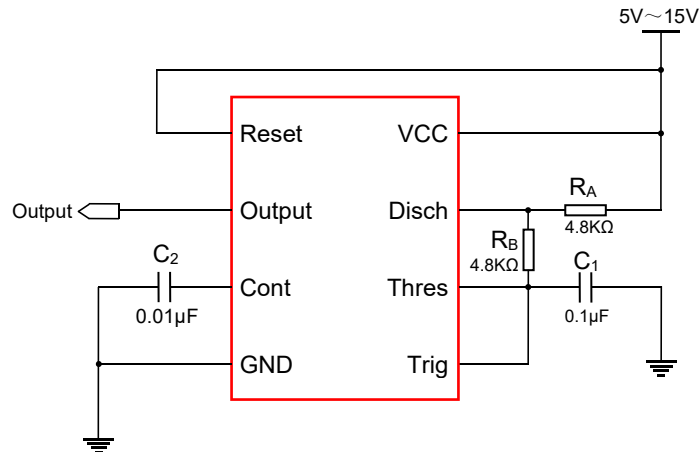 5V～15V
Reset
VCC
Output
Output
Disch
RA
4.8KΩ
RB
4.8KΩ
C2
0.01μF
Cont
Thres
C1
0.1μF
GND
Trig